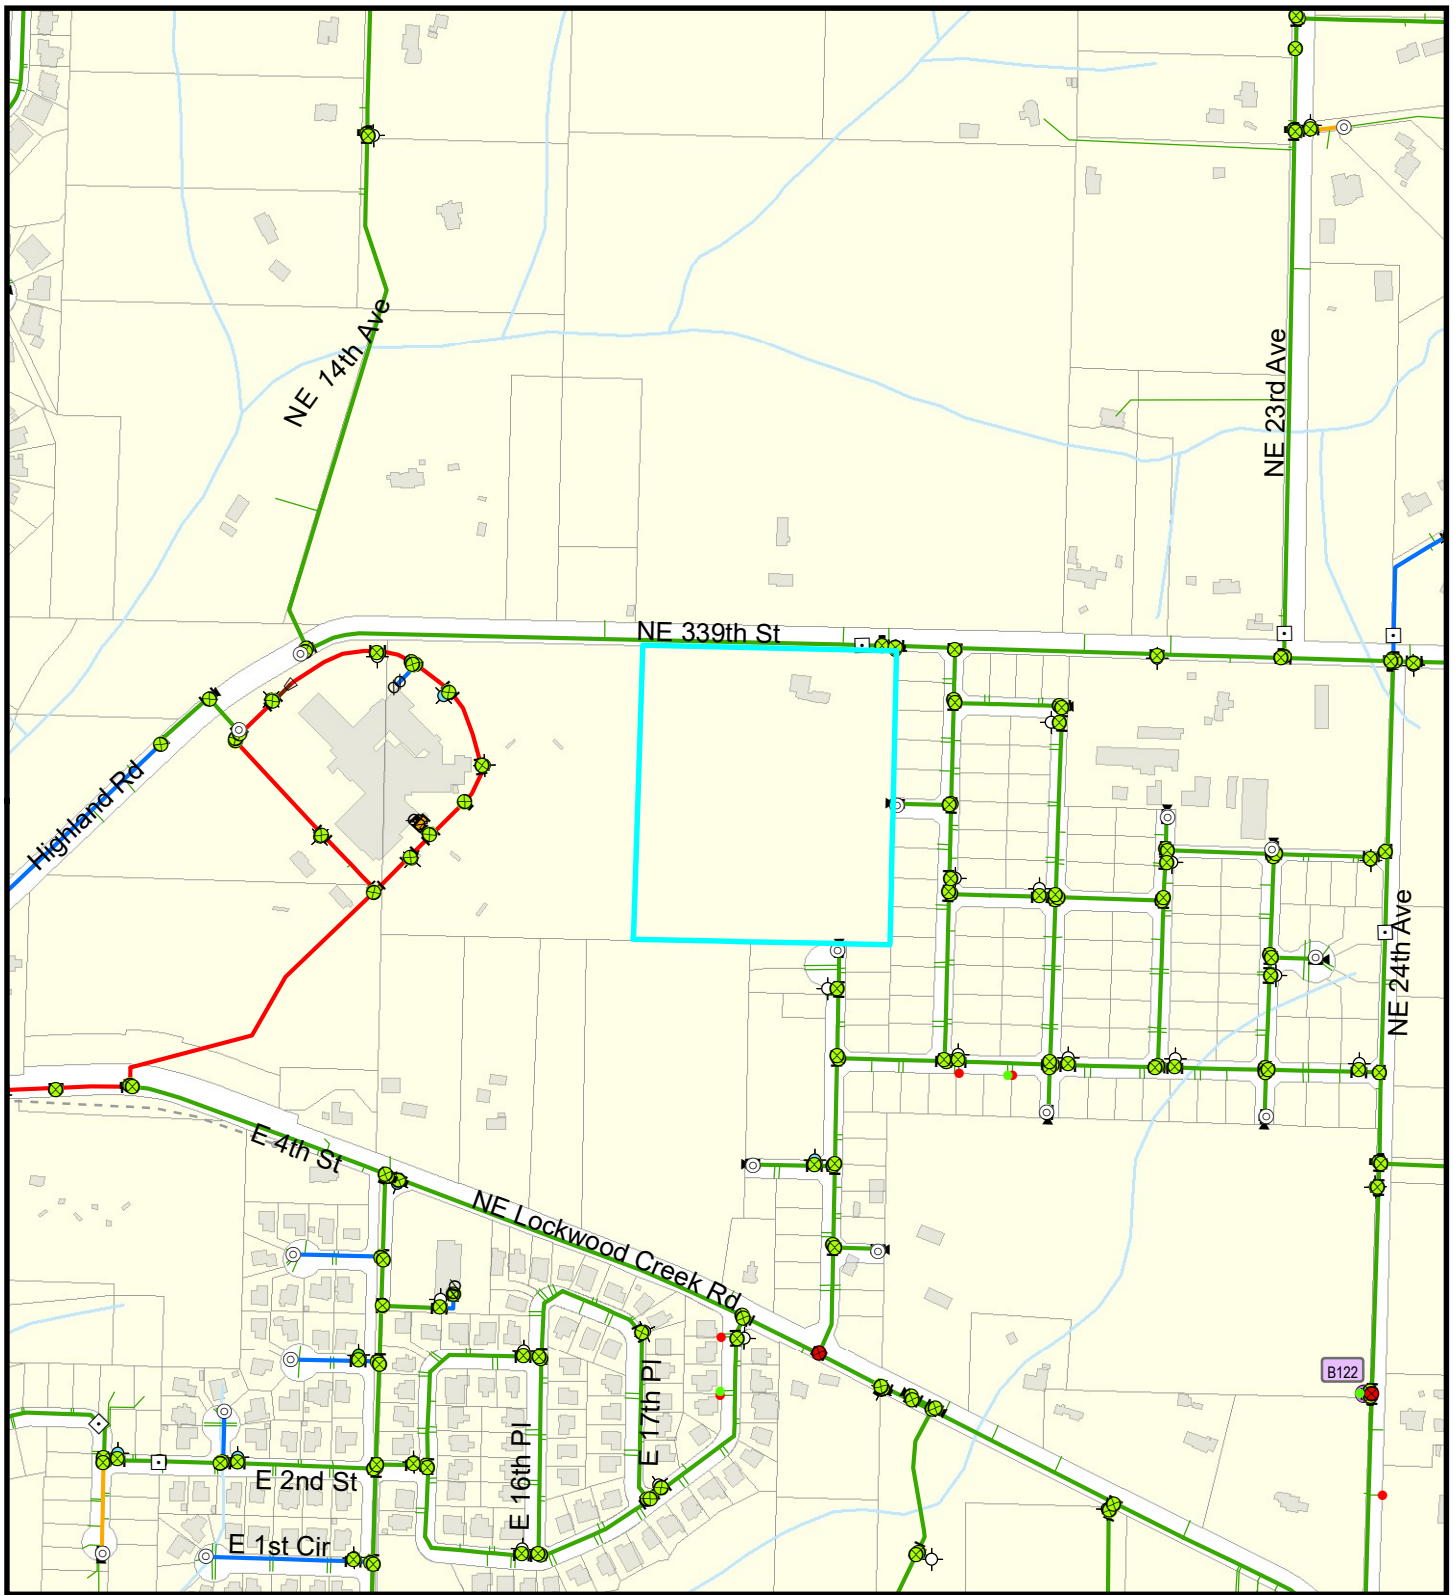 NE 14th Ave
NE 23rd Ave
NE 339th St
Highland Rd
NE 24th Ave
E 4th St
NE Lockwood Creek Rd
B122
E 17th Pl
E 16th Pl
E 2nd St
E 1st Cir